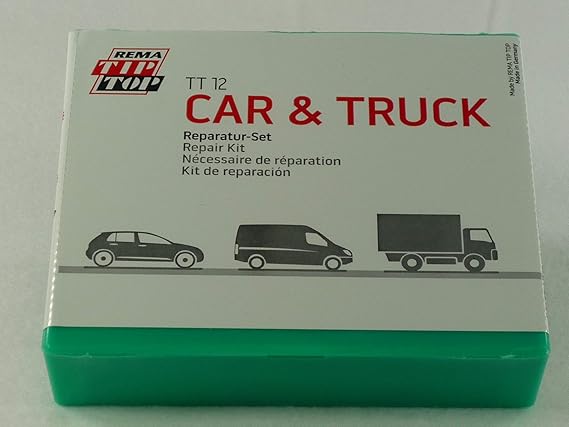 REMA
TIP
TOP
TT 12
CAR & TRUCK
Reparatur-Set
Repair Kit
Nécessaire de réparation
Kit de reparación
Made by REMA TIP TOP
Made in Germany